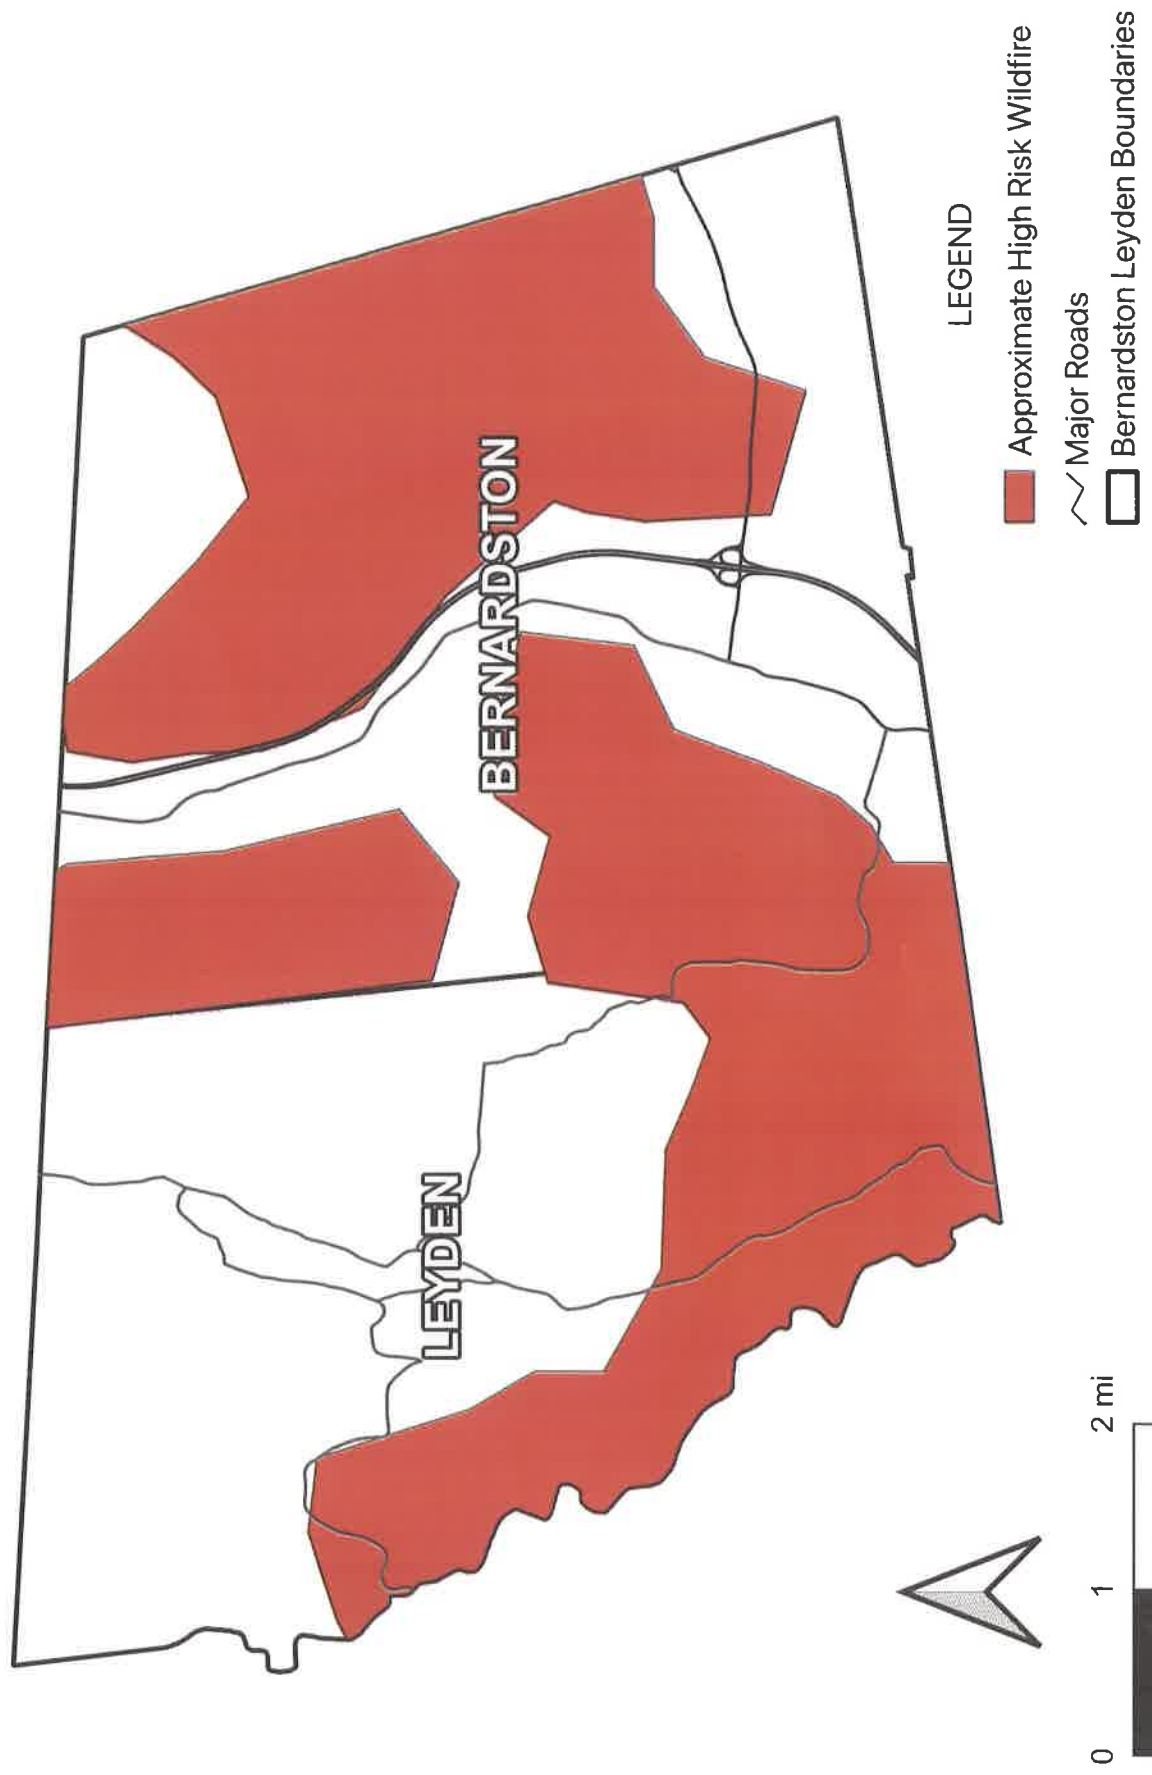 BERNARDSTON
LEYDEN
LEGEND
Approximate High Risk Wildfire
Major Roads
Bernardston Leyden Boundaries
0 1 2 mi